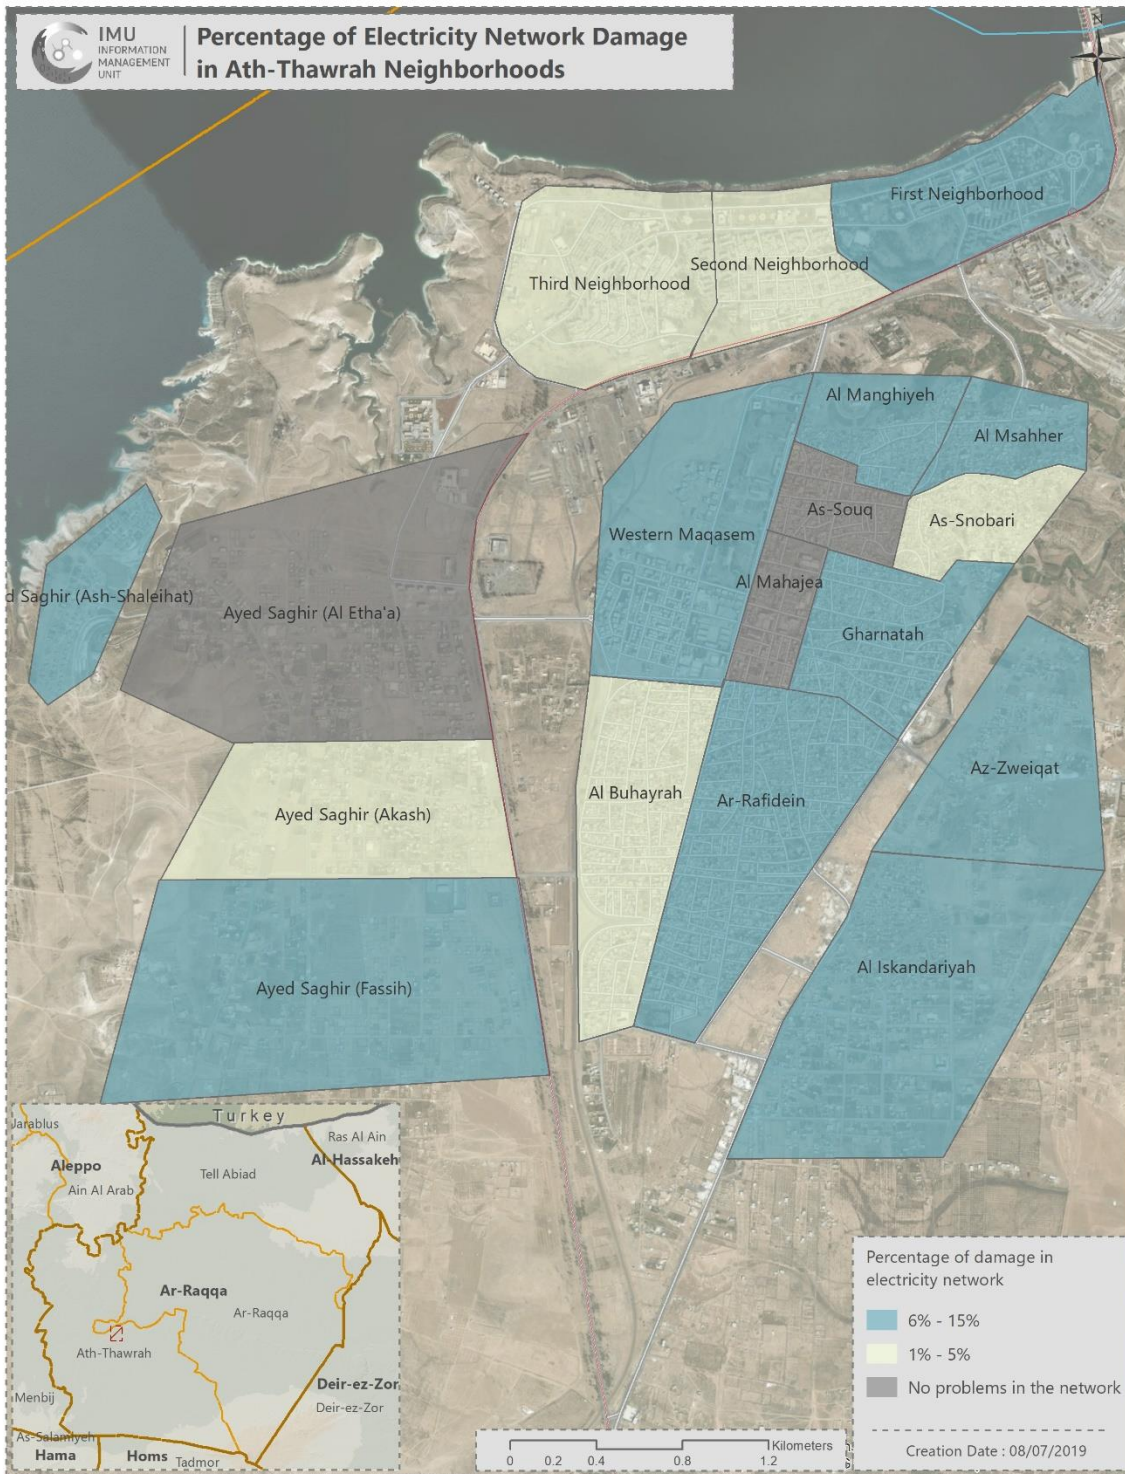 IMU
INFORMATION
MANAGEMENT
UNIT
Percentage of Electricity Network Damage
in Ath-Thawrah Neighborhoods
N
First Neighborhood
Second Neighborhood
Third Neighborhood
Al Manghiyeh
Al Msahher
As-Souq
As-Snobari
Western Maqasem
Al Mahajea
d Saghir (Ash-Shaleihat)
Ayed Saghir (Al Etha'a)
Gharnatah
Az-Zweiqat
Al Buhayrah
Ar-Rafidein
Ayed Saghir (Akash)
Al Iskandariyah
Ayed Saghir (Fassih)
Turkey
Jarablus
Ras Al Ain
Aleppo
Al-Hassakeh
Tell Abiad
Ain Al Arab
Ar-Raqqa
Ar-Raqqa
Ath-Thawrah
Deir-ez-Zor
Menbij
Deir-ez-Zor
As-Salamiyeh
Hama
Homs
Tadmor
Percentage of damage in
electricity network
6% - 15%
1% - 5%
No problems in the network
Creation Date : 08/07/2019
Kilometers
0 0.2 0.4 0.8 1.2